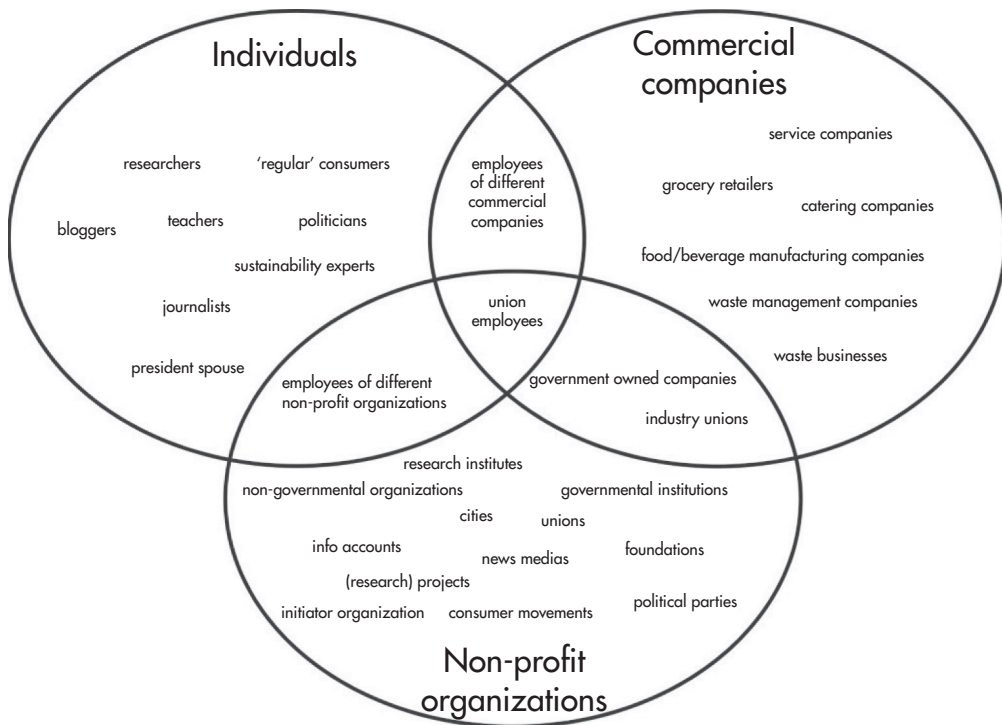 Individuals
Commercial
companies
researchers
‘regular’ consumers
bloggers
teachers
politicians
sustainability experts
journalists
president spouse
employees
of different
commercial
companies
service companies
grocery retailers
catering companies
food/beverage manufacturing companies
waste management companies
waste businesses
union
employees
employees of different
non-profit organizations
government owned companies
industry unions
research institutes
non-governmental organizations
governmental institutions
cities
unions
info accounts
news medias
foundations
(research) projects
initiator organization
consumer movements
political parties
Non-profit
organizations